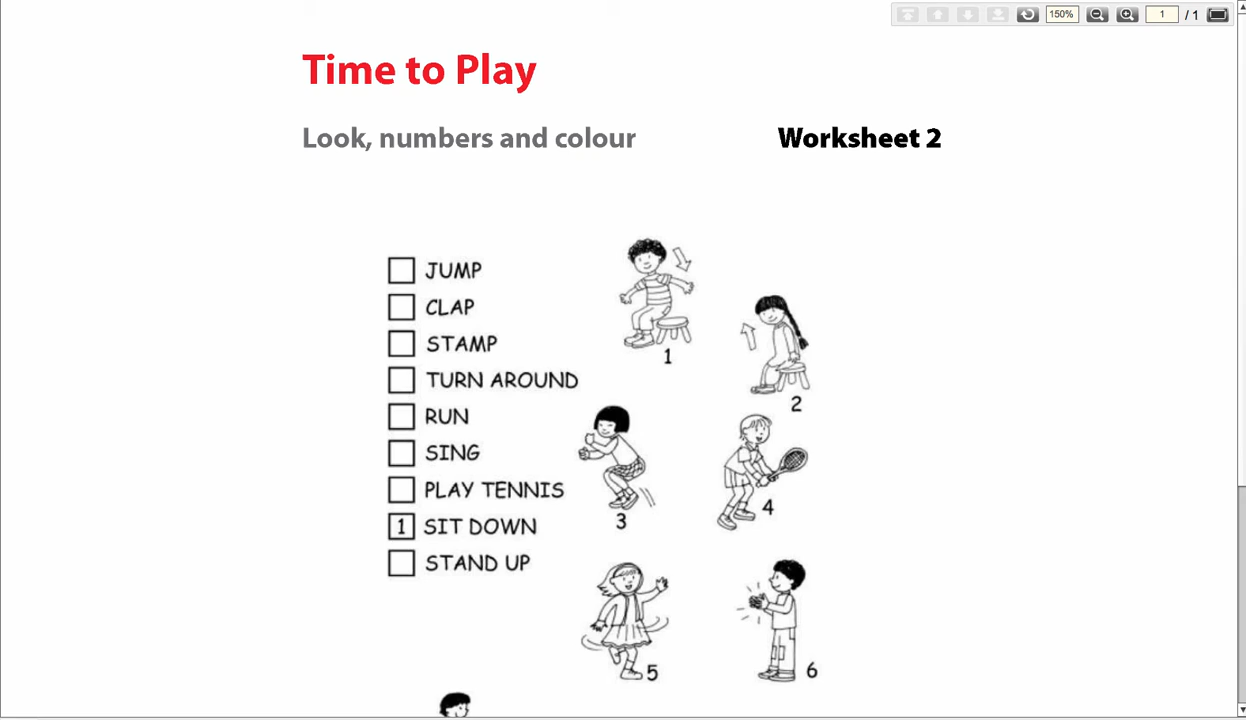 150%
1
/ 1
Time to Play
Look, numbers and colour
Worksheet 2
JUMP
CLAP
STAMP
TURN AROUND
RUN
SING
PLAY TENNIS
1 SIT DOWN
STAND UP
1
2
3
4
5
6